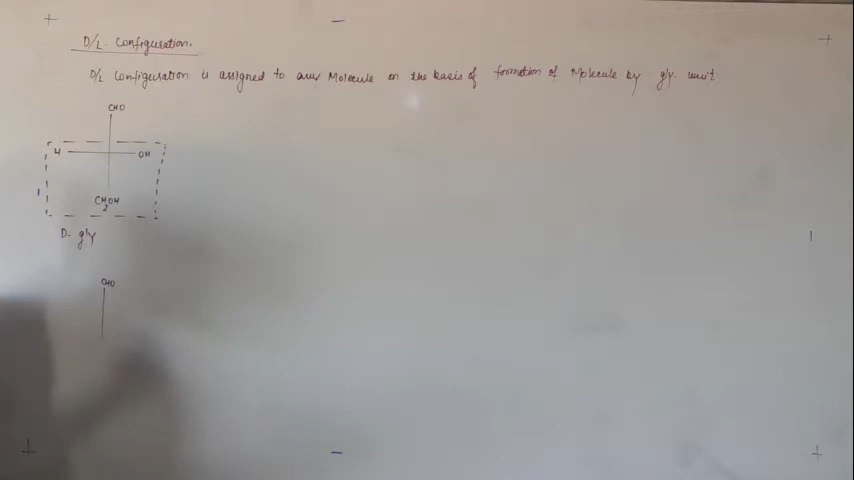 D/L Configuration.
D/L Configuration is assigned to any Molecule on the basis of formation of Molecule by gly. unit
CHO
H OH
CH2OH
D- gly
CHO